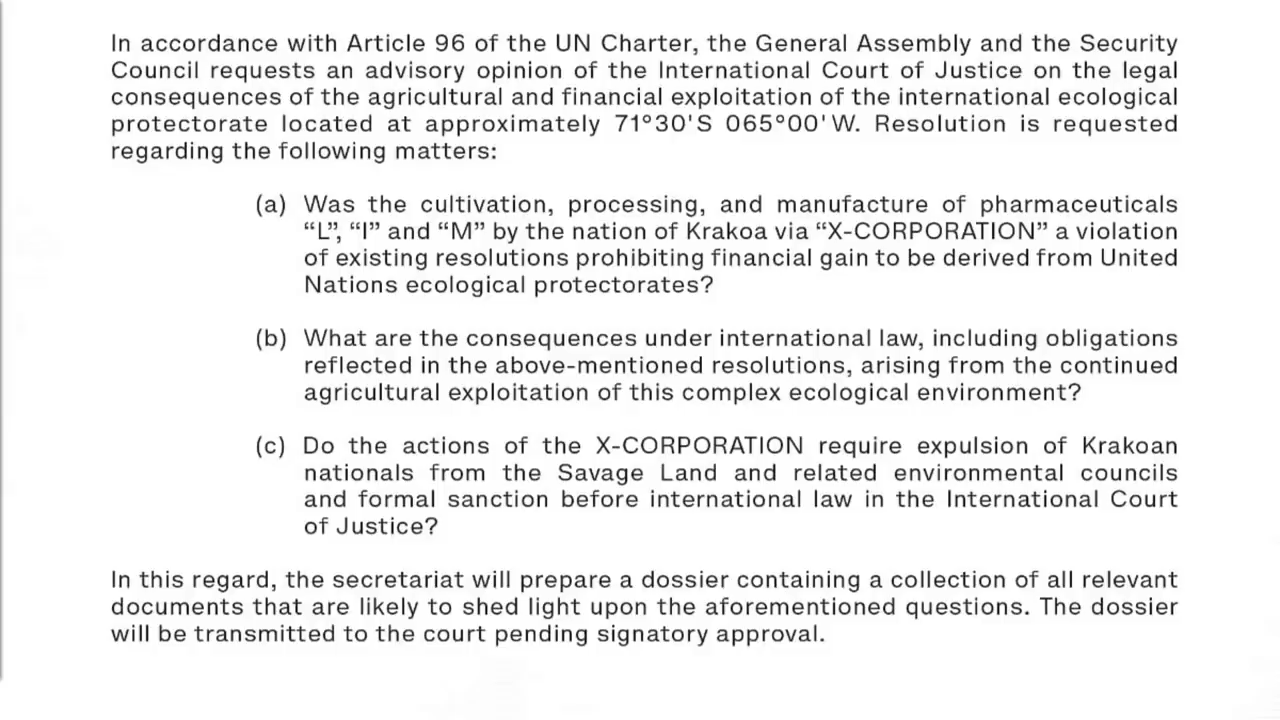 In accordance with Article 96 of the UN Charter, the General Assembly and the Security
Council requests an advisory opinion of the International Court of Justice on the legal
consequences of the agricultural and financial exploitation of the international ecological
protectorate located at approximately 71°30'S 065°00'W. Resolution is requested
regarding the following matters:
(a) Was the cultivation, processing, and manufacture of pharmaceuticals
“L”, “I” and “M” by the nation of Krakoa via “X-CORPORATION” a violation
of existing resolutions prohibiting financial gain to be derived from United
Nations ecological protectorates?
(b) What are the consequences under international law, including obligations
reflected in the above-mentioned resolutions, arising from the continued
agricultural exploitation of this complex ecological environment?
(c) Do the actions of the X-CORPORATION require expulsion of Krakoan
nationals from the Savage Land and related environmental councils
and formal sanction before international law in the International Court
of Justice?
In this regard, the secretariat will prepare a dossier containing a collection of all relevant
documents that are likely to shed light upon the aforementioned questions. The dossier
will be transmitted to the court pending signatory approval.